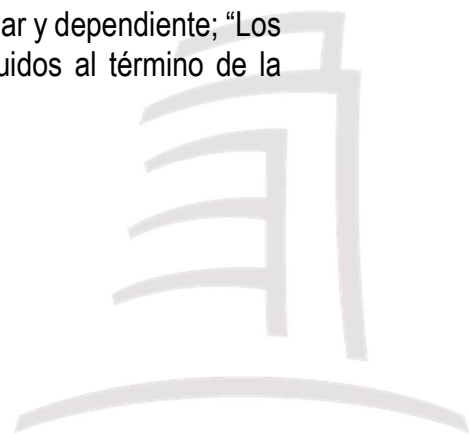 ar y dependiente; “Los
uidos al término de la